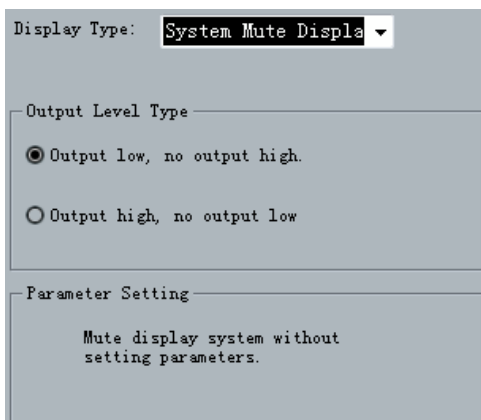 Display Type: System Mute Displa
Output Level Type
Output low, no output high.
Output high, no output low
Parameter Setting
Mute display system without
setting parameters.